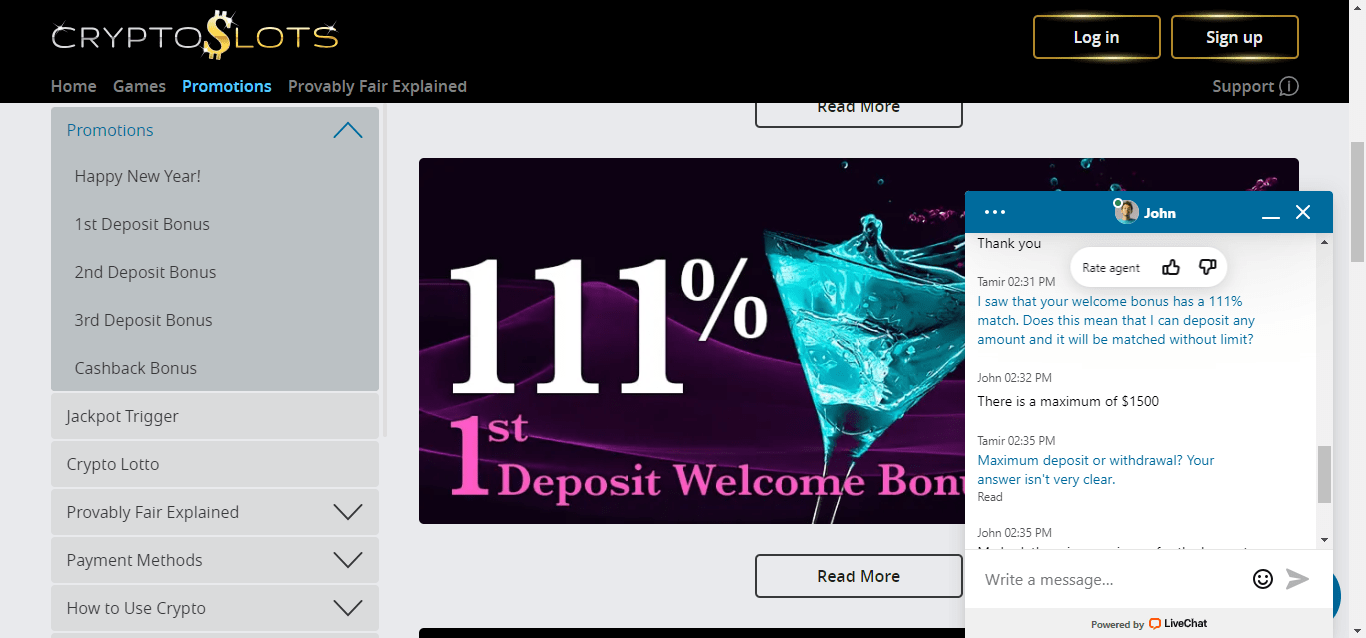 CRYPTOSLOTS
Log in
Sign up
Home Games Promotions Provably Fair Explained
Support
Promotions
Happy New Year!
1st Deposit Bonus
2nd Deposit Bonus
3rd Deposit Bonus
Cashback Bonus
Jackpot Trigger
Crypto Lotto
Provably Fair Explained
Payment Methods
How to Use Crypto
Read More
111%
1st
Deposit Welcome Bonu
Read More
John
Thank you
Rate agent
Tamir 02:31 PM
I saw that your welcome bonus has a 111%
match. Does this mean that I can deposit any
amount and it will be matched without limit?
John 02:32 PM
There is a maximum of $1500
Tamir 02:35 PM
Maximum deposit or withdrawal? Your
answer isn't very clear.
Read
John 02:35 PM
Write a message...
Powered by LiveChat